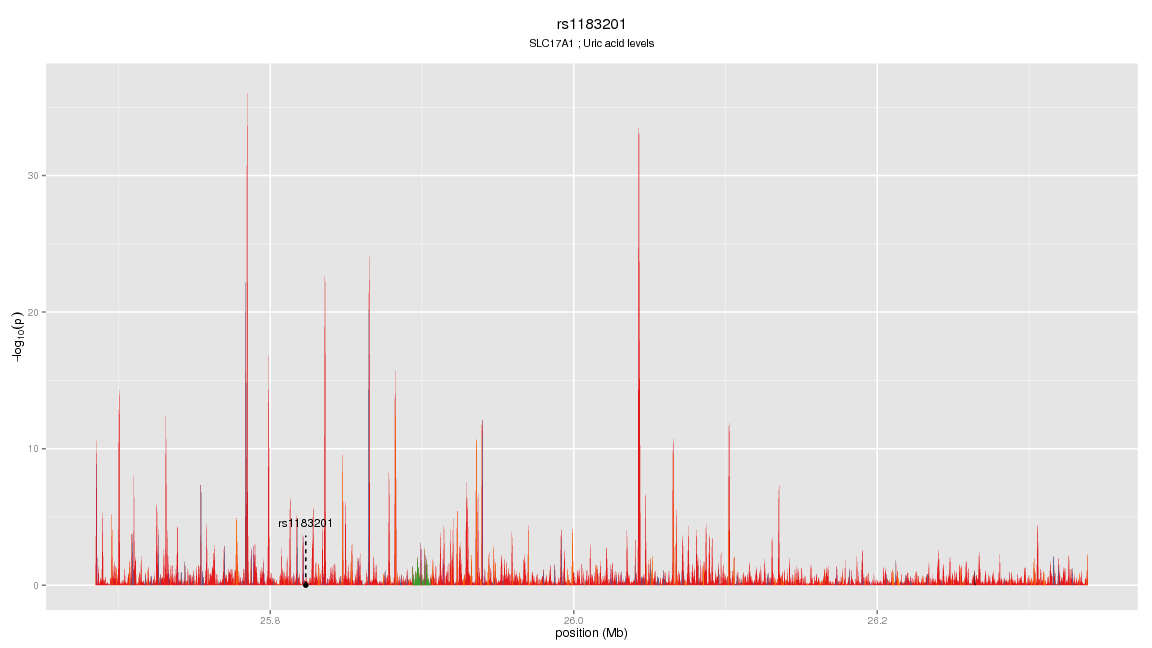 rs1183201
SLC17A1 ; Uric acid levels
−log10(p)
30
20
10
0
rs1183201
25.8
26.0
26.2
position (Mb)